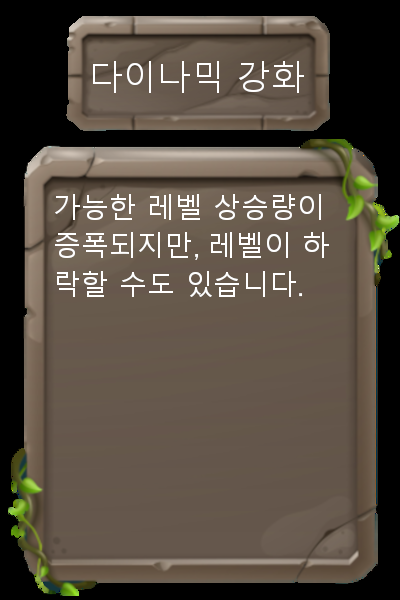 다이나믹 강화
가능한 레벨 상승량이
증폭되지만, 레벨이 하
락할 수도 있습니다.